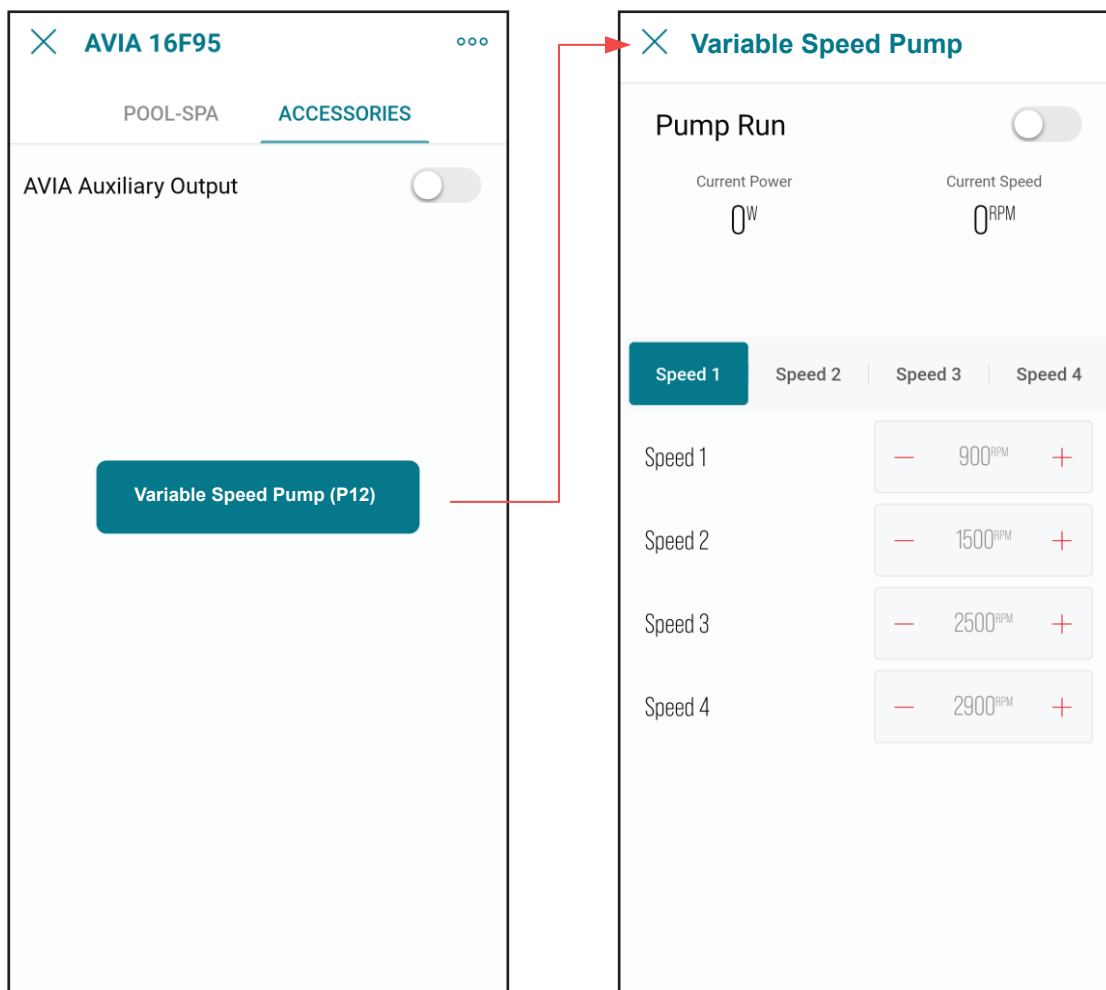 AVIA 16F95
POOL-SPA ACCESSORIES
AVIA Auxiliary Output
Variable Speed Pump (P12)
Variable Speed Pump
Pump Run
Current Power Current Speed
0W 0RPM
Speed 1 Speed 2 Speed 3 Speed 4
Speed 1 900RPM
Speed 2 1500RPM
Speed 3 2500RPM
Speed 4 2900RPM